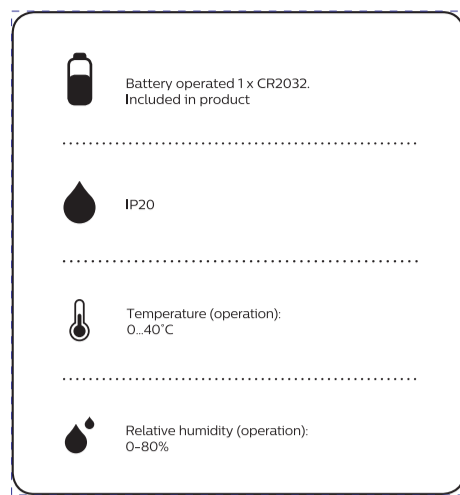 Battery operated 1 x CR2032.
Included in product
IP20
Temperature (operation):
0...40°C
Relative humidity (operation):
0-80%